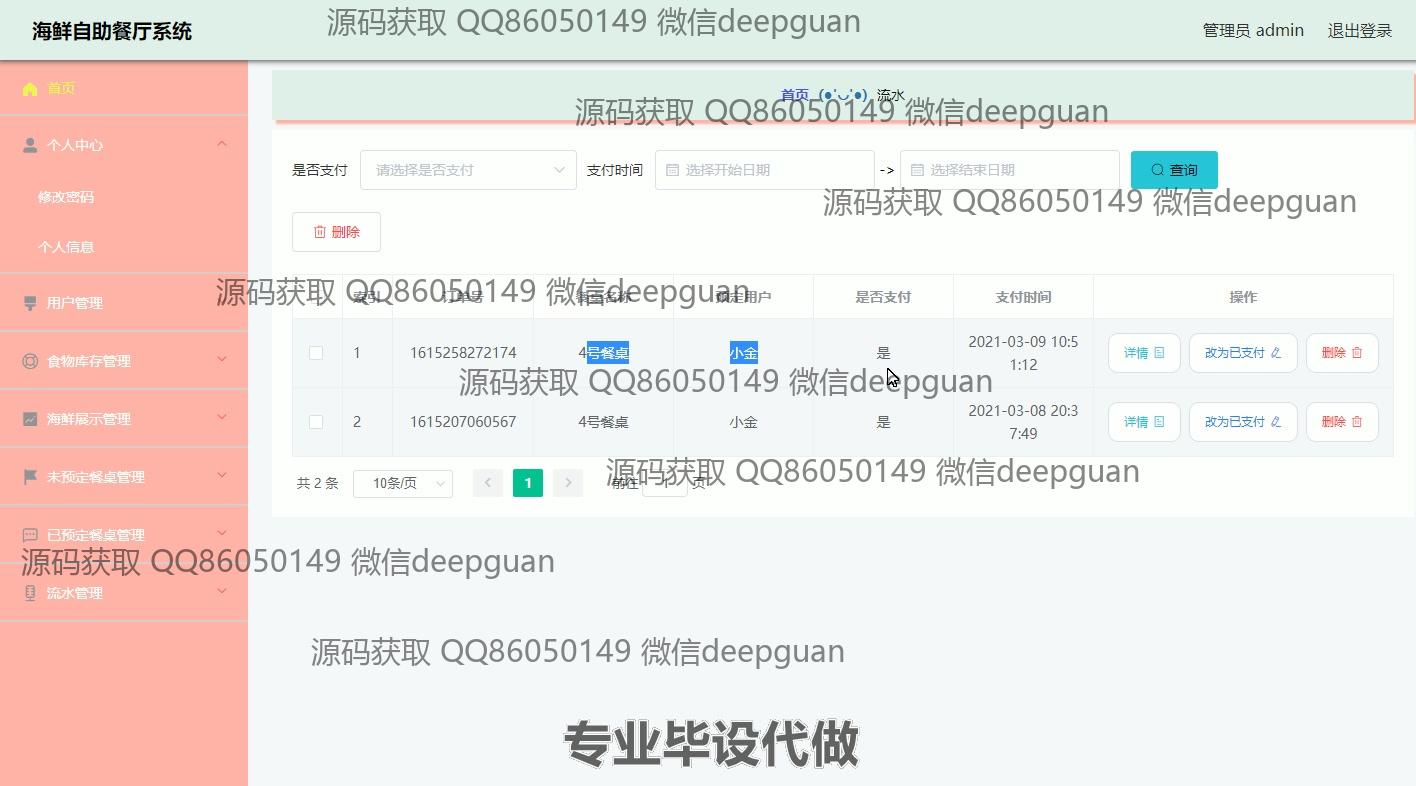 海鲜自助餐厅系统
源码获取 QQ86050149 微信deepguan
管理员 admin
退出登录
首页
首页 (●'◡'●) 流水
源码获取 QQ86050149 微信deepguan
个人中心
修改密码
个人信息
用户管理
食物库存管理
海鲜展示管理
未预定餐桌管理
已预定餐桌管理
流水管理
是否支付 请选择是否支付 支付时间 选择开始日期 -> 选择结束日期 查询
源码获取 QQ86050149 微信deepguan
删除
源码获取 QQ86050149 微信deepguan
索引 订单号 餐桌名称 预定用户 是否支付 支付时间 操作
1 1615258272174 4号餐桌 小金 是 2021-03-09 10:5
1:12 详情 改为已支付 删除
源码获取 QQ86050149 微信deepguan
2 1615207060567 4号餐桌 小金 是 2021-03-08 20:3
7:49 详情 改为已支付 删除
源码获取 QQ86050149 微信deepguan
共 2 条 10条/页 1 前往 1 页
源码获取 QQ86050149 微信deepguan
源码获取 QQ86050149 微信deepguan
专业毕设代做